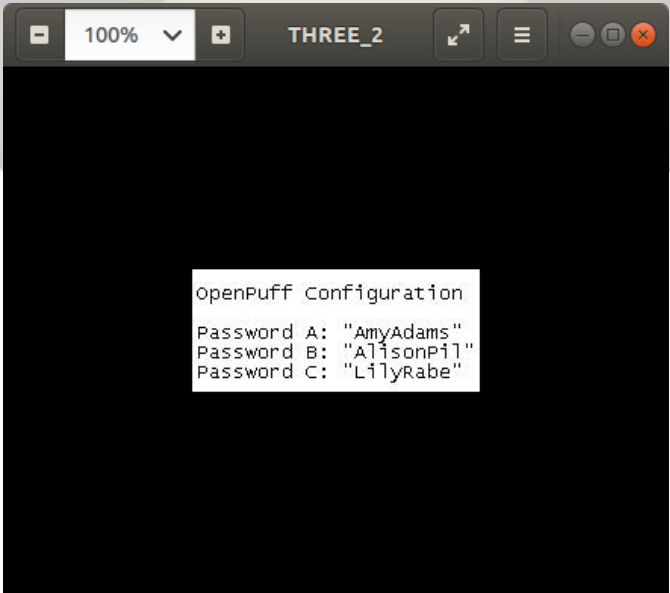 100% THREE_2
OpenPuff Configuration
Password A: "AmyAdams"
Password B: "AlisonPil"
Password C: "LilyRabe"